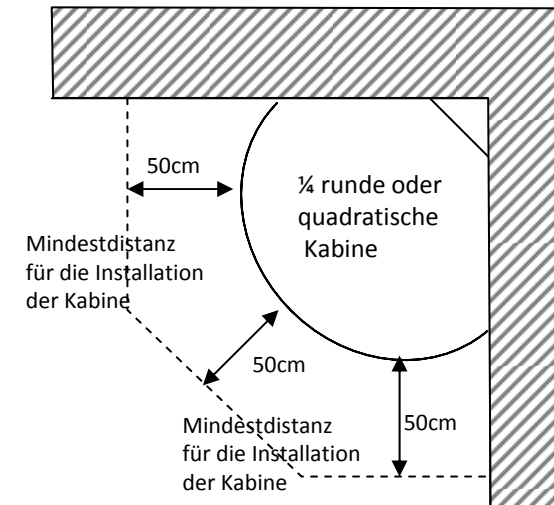 50cm
¼ runde oder
quadratische
Kabine
Mindestdistanz
für die Installation
der Kabine
50cm
Mindestdistanz
für die Installation
der Kabine
50cm